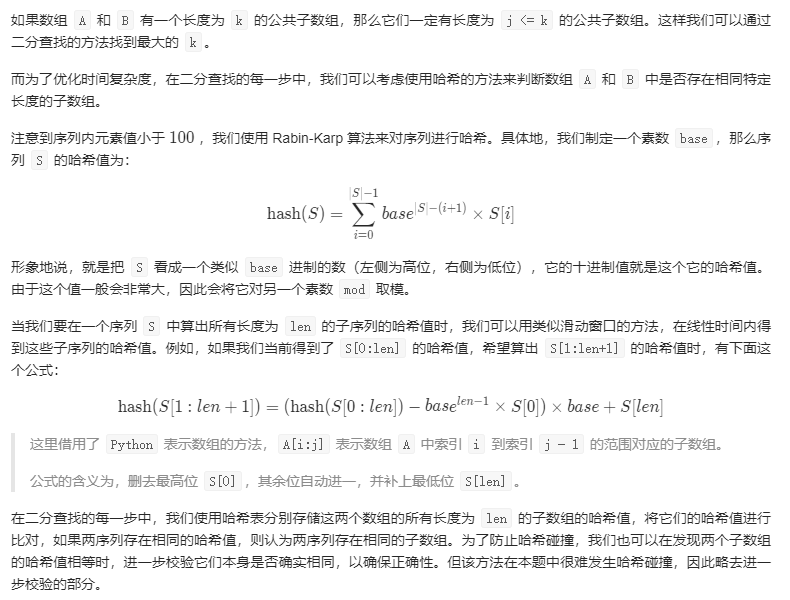 如果数组 A 和 B 有一个长度为 k 的公共子数组，那么它们一定有长度为 j <= k 的公共子数组。这样我们可以通过
二分查找的方法找到最大的 k 。
而为了优化时间复杂度，在二分查找的每一步中，我们可以考虑使用哈希的方法来判断数组 A 和 B 中是否存在相同特定
长度的子数组。
注意到序列内元素值小于 100 ，我们使用 Rabin-Karp 算法来对序列进行哈希。具体地，我们制定一个素数 base ，那么序
列 S 的哈希值为：
hash(S) = \sum_{i=0}^{|S|-1} base^{|S|-(i+1)} × S[i]
形象地说，就是把 S 看成一个类似 base 进制的数（左侧为高位，右侧为低位），它的十进制值就是这个它的哈希值。
由于这个值一般会非常大，因此会将它对另一个素数 mod 取模。
当我们要在一个序列 S 中算出所有长度为 len 的子序列的哈希值时，我们可以用类似滑动窗口的方法，在线性时间内得
到这些子序列的哈希值。例如，如果我们当前得到了 S[0:len] 的哈希值，希望算出 S[1:len+1] 的哈希值时，有下面这
个公式：
hash(S[1 : len + 1]) = (hash(S[0 : len]) − base^{len−1} × S[0]) × base + S[len]
这里借用了 Python 表示数组的方法， A[i:j] 表示数组 A 中索引 i 到索引 j - 1 的范围对应的子数组。
公式的含义为，删去最高位 S[0] ，其余位自动进一，并补上最低位 S[len] 。
在二分查找的每一步中，我们使用哈希表分别存储这两个数组的所有长度为 len 的子数组的哈希值，将它们的哈希值进行
比对，如果两序列存在相同的哈希值，则认为两序列存在相同的子数组。为了防止哈希碰撞，我们也可以在发现两个子数组
的哈希值相等时，进一步校验它们本身是否确实相同，以确保正确性。但该方法在本题中很难发生哈希碰撞，因此略去进一
步校验的部分。